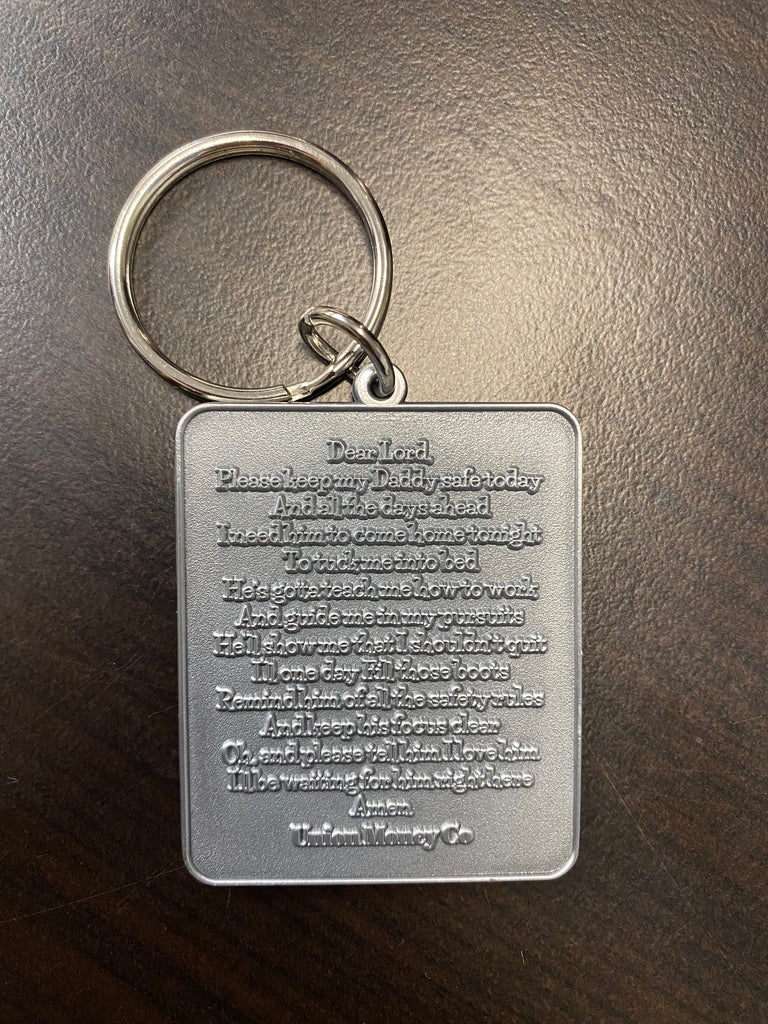 Dear Lord,
Please keep my Daddy safe today
And all the days ahead
I need him to come home tonight
To tuck me into bed
He's gotta teach me how to work
And guide me in my pursuits
He'll show me that I shouldn't quit
I'll one day fill those boots
Remind him of all the safety rules
And keep his focus clear
Oh, and please tell him I love him
I'll be waiting for him right here
Amen.
Union Money Co